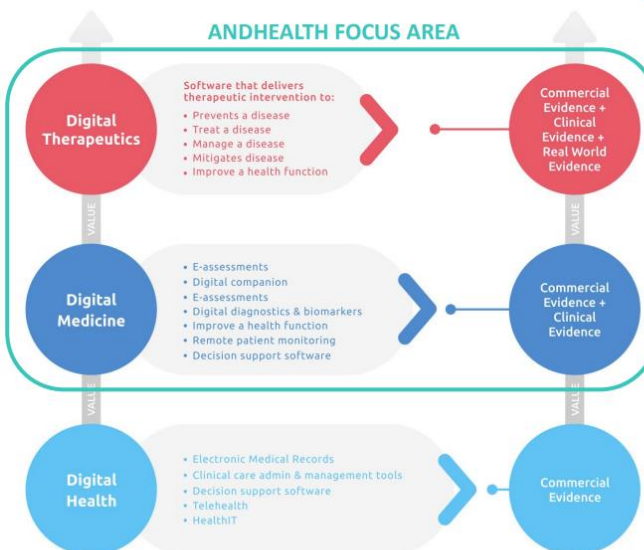 ANDHEALTH FOCUS AREA
Digital
Therapeutics
Software that delivers
therapeutic intervention to:
• Prevents a disease
• Treat a disease
• Manage a disease
• Mitigates disease
• Improve a health function
Commercial
Evidence +
Clinical
Evidence +
Real World
Evidence
VALUE
VALUE
Digital
Medicine
• E-assessments
• Digital companion
• E-assessments
• Digital diagnostics & biomarkers
• Improve a health function
• Remote patient monitoring
• Decision support software
Commercial
Evidence +
Clinical
Evidence
VALUE
VALUE
Digital
Health
• Electronic Medical Records
• Clinical care admin & management tools
• Decision support software
• Telehealth
• HealthIT
Commercial
Evidence